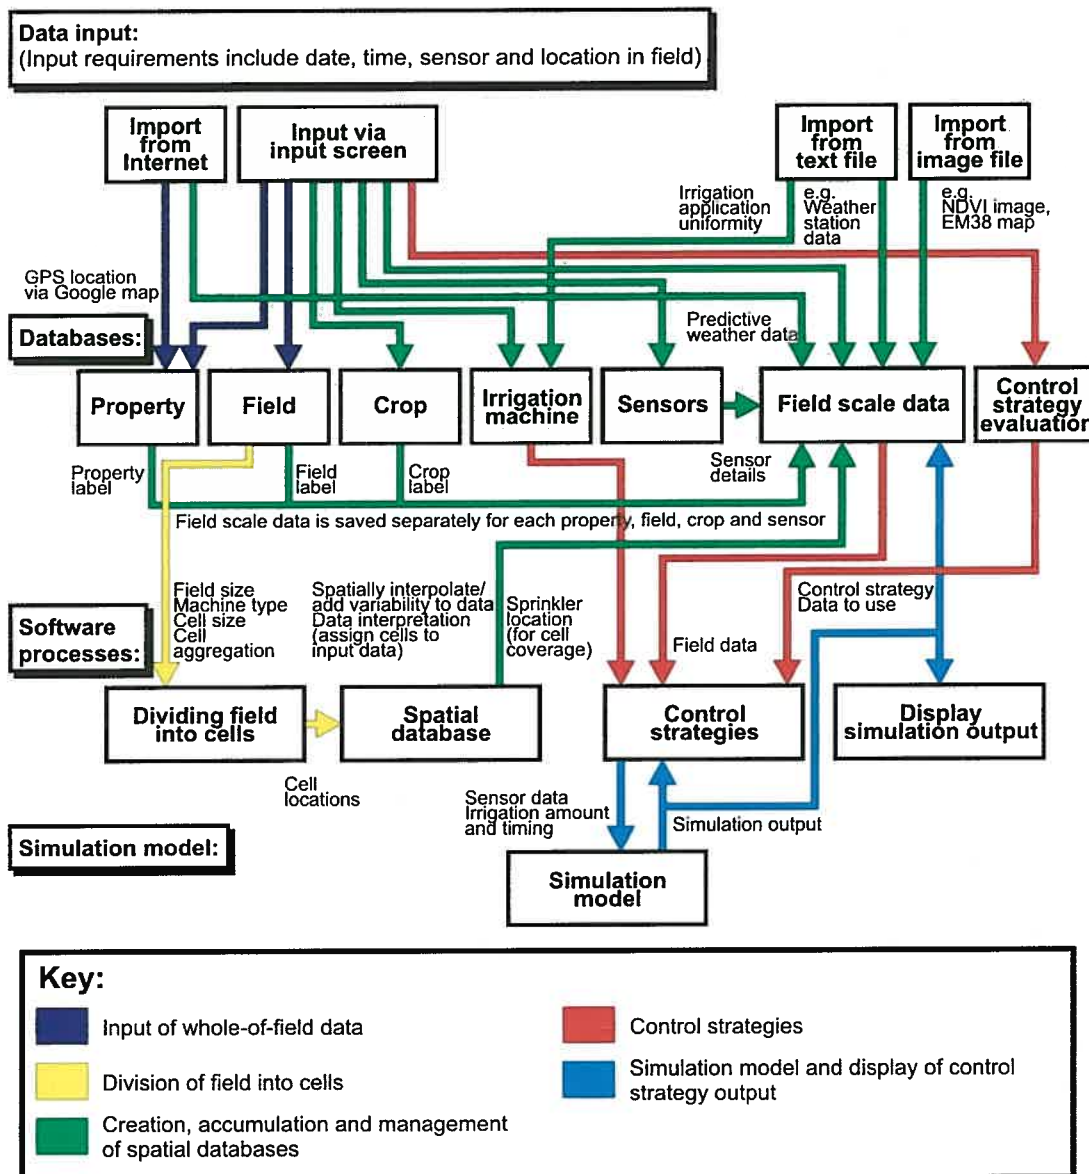 Data input:
(Input requirements include date, time, sensor and location in field)
Import
from
Internet
Input via
input screen
Import
from
text file
Import
from
image file
Irrigation
application
uniformity
e.g.
Weather
station
data
e.g.
NDVI image,
EM38 map
GPS location
via Google map
Databases:
Predictive
weather data
Property
Field
Crop
Irrigation
machine
Sensors
Field scale data
Control
strategy
evaluation
Property
label
Field
label
Crop
label
Sensor
details
Field scale data is saved separately for each property, field, crop and sensor
Software
processes:
Field size
Machine type
Cell size
Cell
aggregation
Spatially interpolate/
add variability to data
Data interpretation
(assign cells to
input data)
Sprinkler
location
(for cell
coverage)
Field data
Control strategy
Data to use
Dividing field
into cells
Spatial
database
Control
strategies
Display
simulation output
Cell
locations
Sensor data
Irrigation amount
and timing
Simulation output
Simulation model:
Simulation
model
Key:
Input of whole-of-field data
Division of field into cells
Creation, accumulation and management
of spatial databases
Control strategies
Simulation model and display of control
strategy output